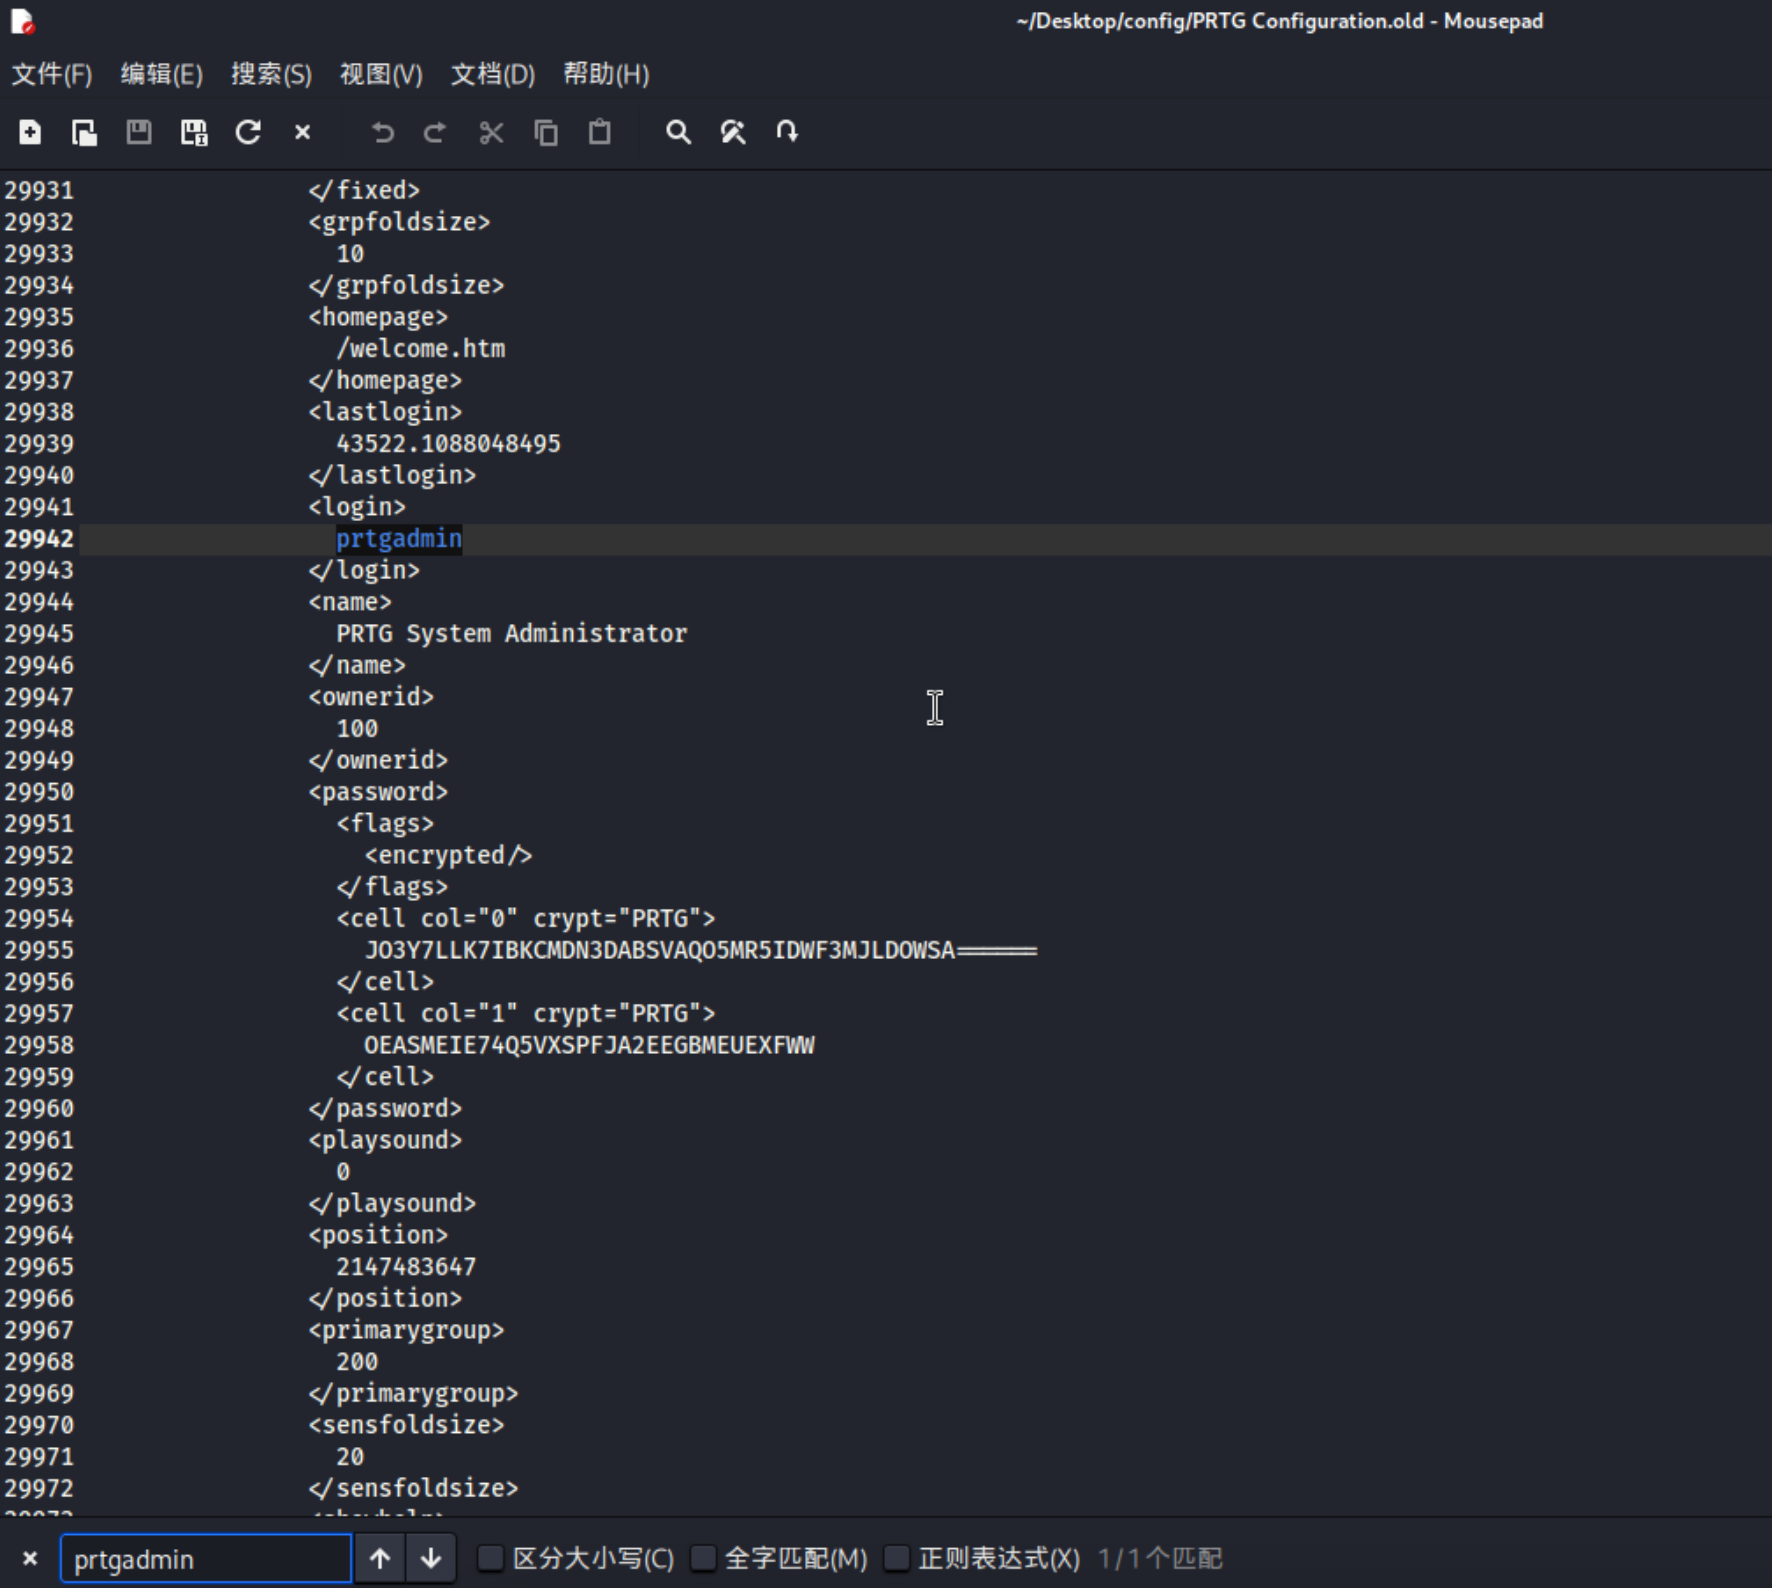 ~/Desktop/config/PRTG Configuration.old - Mousepad
文件(F) 编辑(E) 搜索(S) 视图(V) 文档(D) 帮助(H)
29931 </fixed>
29932 <grpfoldsize>
29933 10
29934 </grpfoldsize>
29935 <homepage>
29936 /welcome.htm
29937 </homepage>
29938 <lastlogin>
29939 43522.1088048495
29940 </lastlogin>
29941 <login>
29942 prtgadmin
29943 </login>
29944 <name>
29945 PRTG System Administrator
29946 </name>
29947 <ownerid>
29948 100
29949 </ownerid>
29950 <password>
29951 <flags>
29952 <encrypted/>
29953 </flags>
29954 <cell col="0" crypt="PRTG">
29955 JO3Y7LLK7IBKCMDN3DABSVAQO5MR5IDWF3MJLDOWSA======
29956 </cell>
29957 <cell col="1" crypt="PRTG">
29958 OEASMEIE74Q5VXSPFJA2EEGBMEUEXFWW
29959 </cell>
29960 </password>
29961 <playsound>
29962 0
29963 </playsound>
29964 <position>
29965 2147483647
29966 </position>
29967 <primarygroup>
29968 200
29969 </primarygroup>
29970 <sensfoldsize>
29971 20
29972 </sensfoldsize>
prtgadmin 区分大小写(C) 全字匹配(M) 正则表达式(X) 1/1个匹配